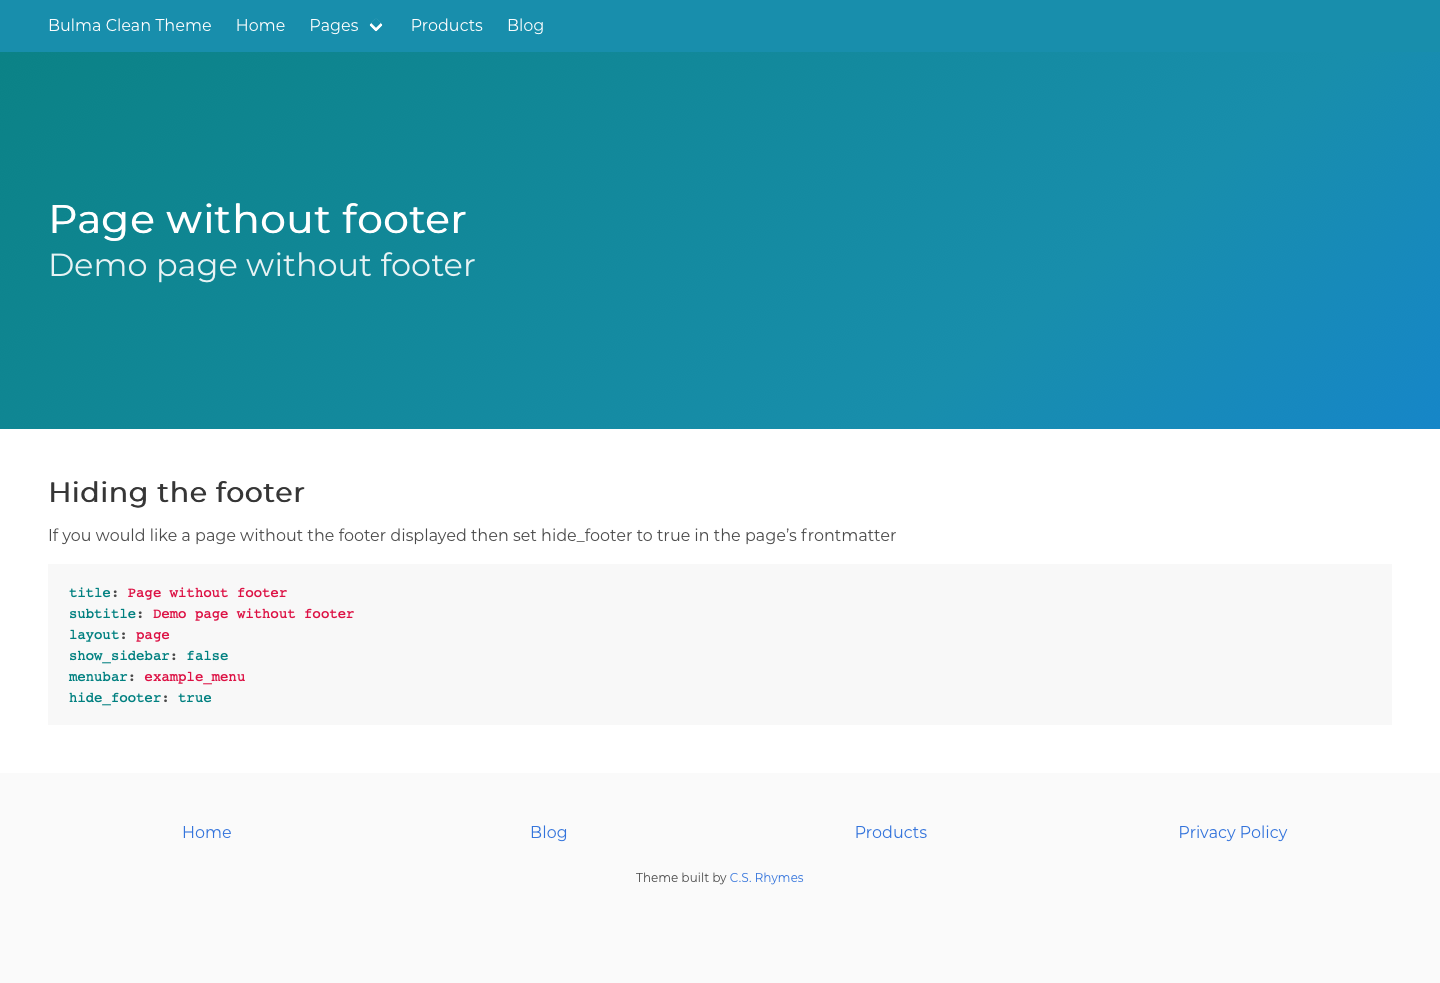 Bulma Clean Theme Home Pages Products Blog
Page without footer
Demo page without footer
Hiding the footer
If you would like a page without the footer displayed then set hide_footer to true in the page’s frontmatter
title: Page without footer
subtitle: Demo page without footer
layout: page
show_sidebar: false
menubar: example_menu
hide_footer: true
Home Blog Products Privacy Policy
Theme built by C.S. Rhymes